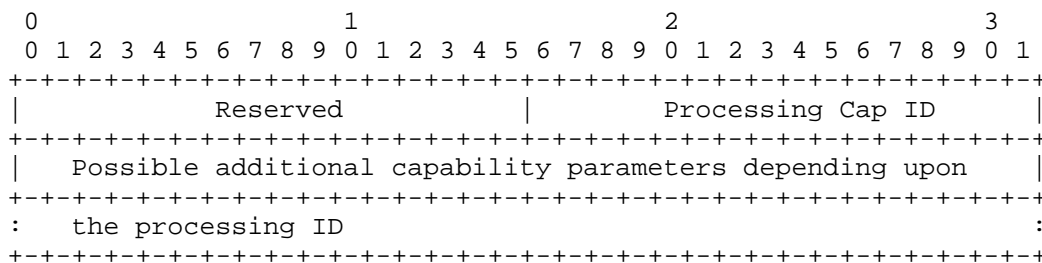 0                   1                   2                   3
 0 1 2 3 4 5 6 7 8 9 0 1 2 3 4 5 6 7 8 9 0 1 2 3 4 5 6 7 8 9 0 1
+-+-+-+-+-+-+-+-+-+-+-+-+-+-+-+-+-+-+-+-+-+-+-+-+-+-+-+-+-+-+-+-+
|            Reserved           |        Processing Cap ID      |
+-+-+-+-+-+-+-+-+-+-+-+-+-+-+-+-+-+-+-+-+-+-+-+-+-+-+-+-+-+-+-+-+
|   Possible additional capability parameters depending upon    |
+-+-+-+-+-+-+-+-+-+-+-+-+-+-+-+-+-+-+-+-+-+-+-+-+-+-+-+-+-+-+-+-+
:   the processing ID                                           :
+-+-+-+-+-+-+-+-+-+-+-+-+-+-+-+-+-+-+-+-+-+-+-+-+-+-+-+-+-+-+-+-+